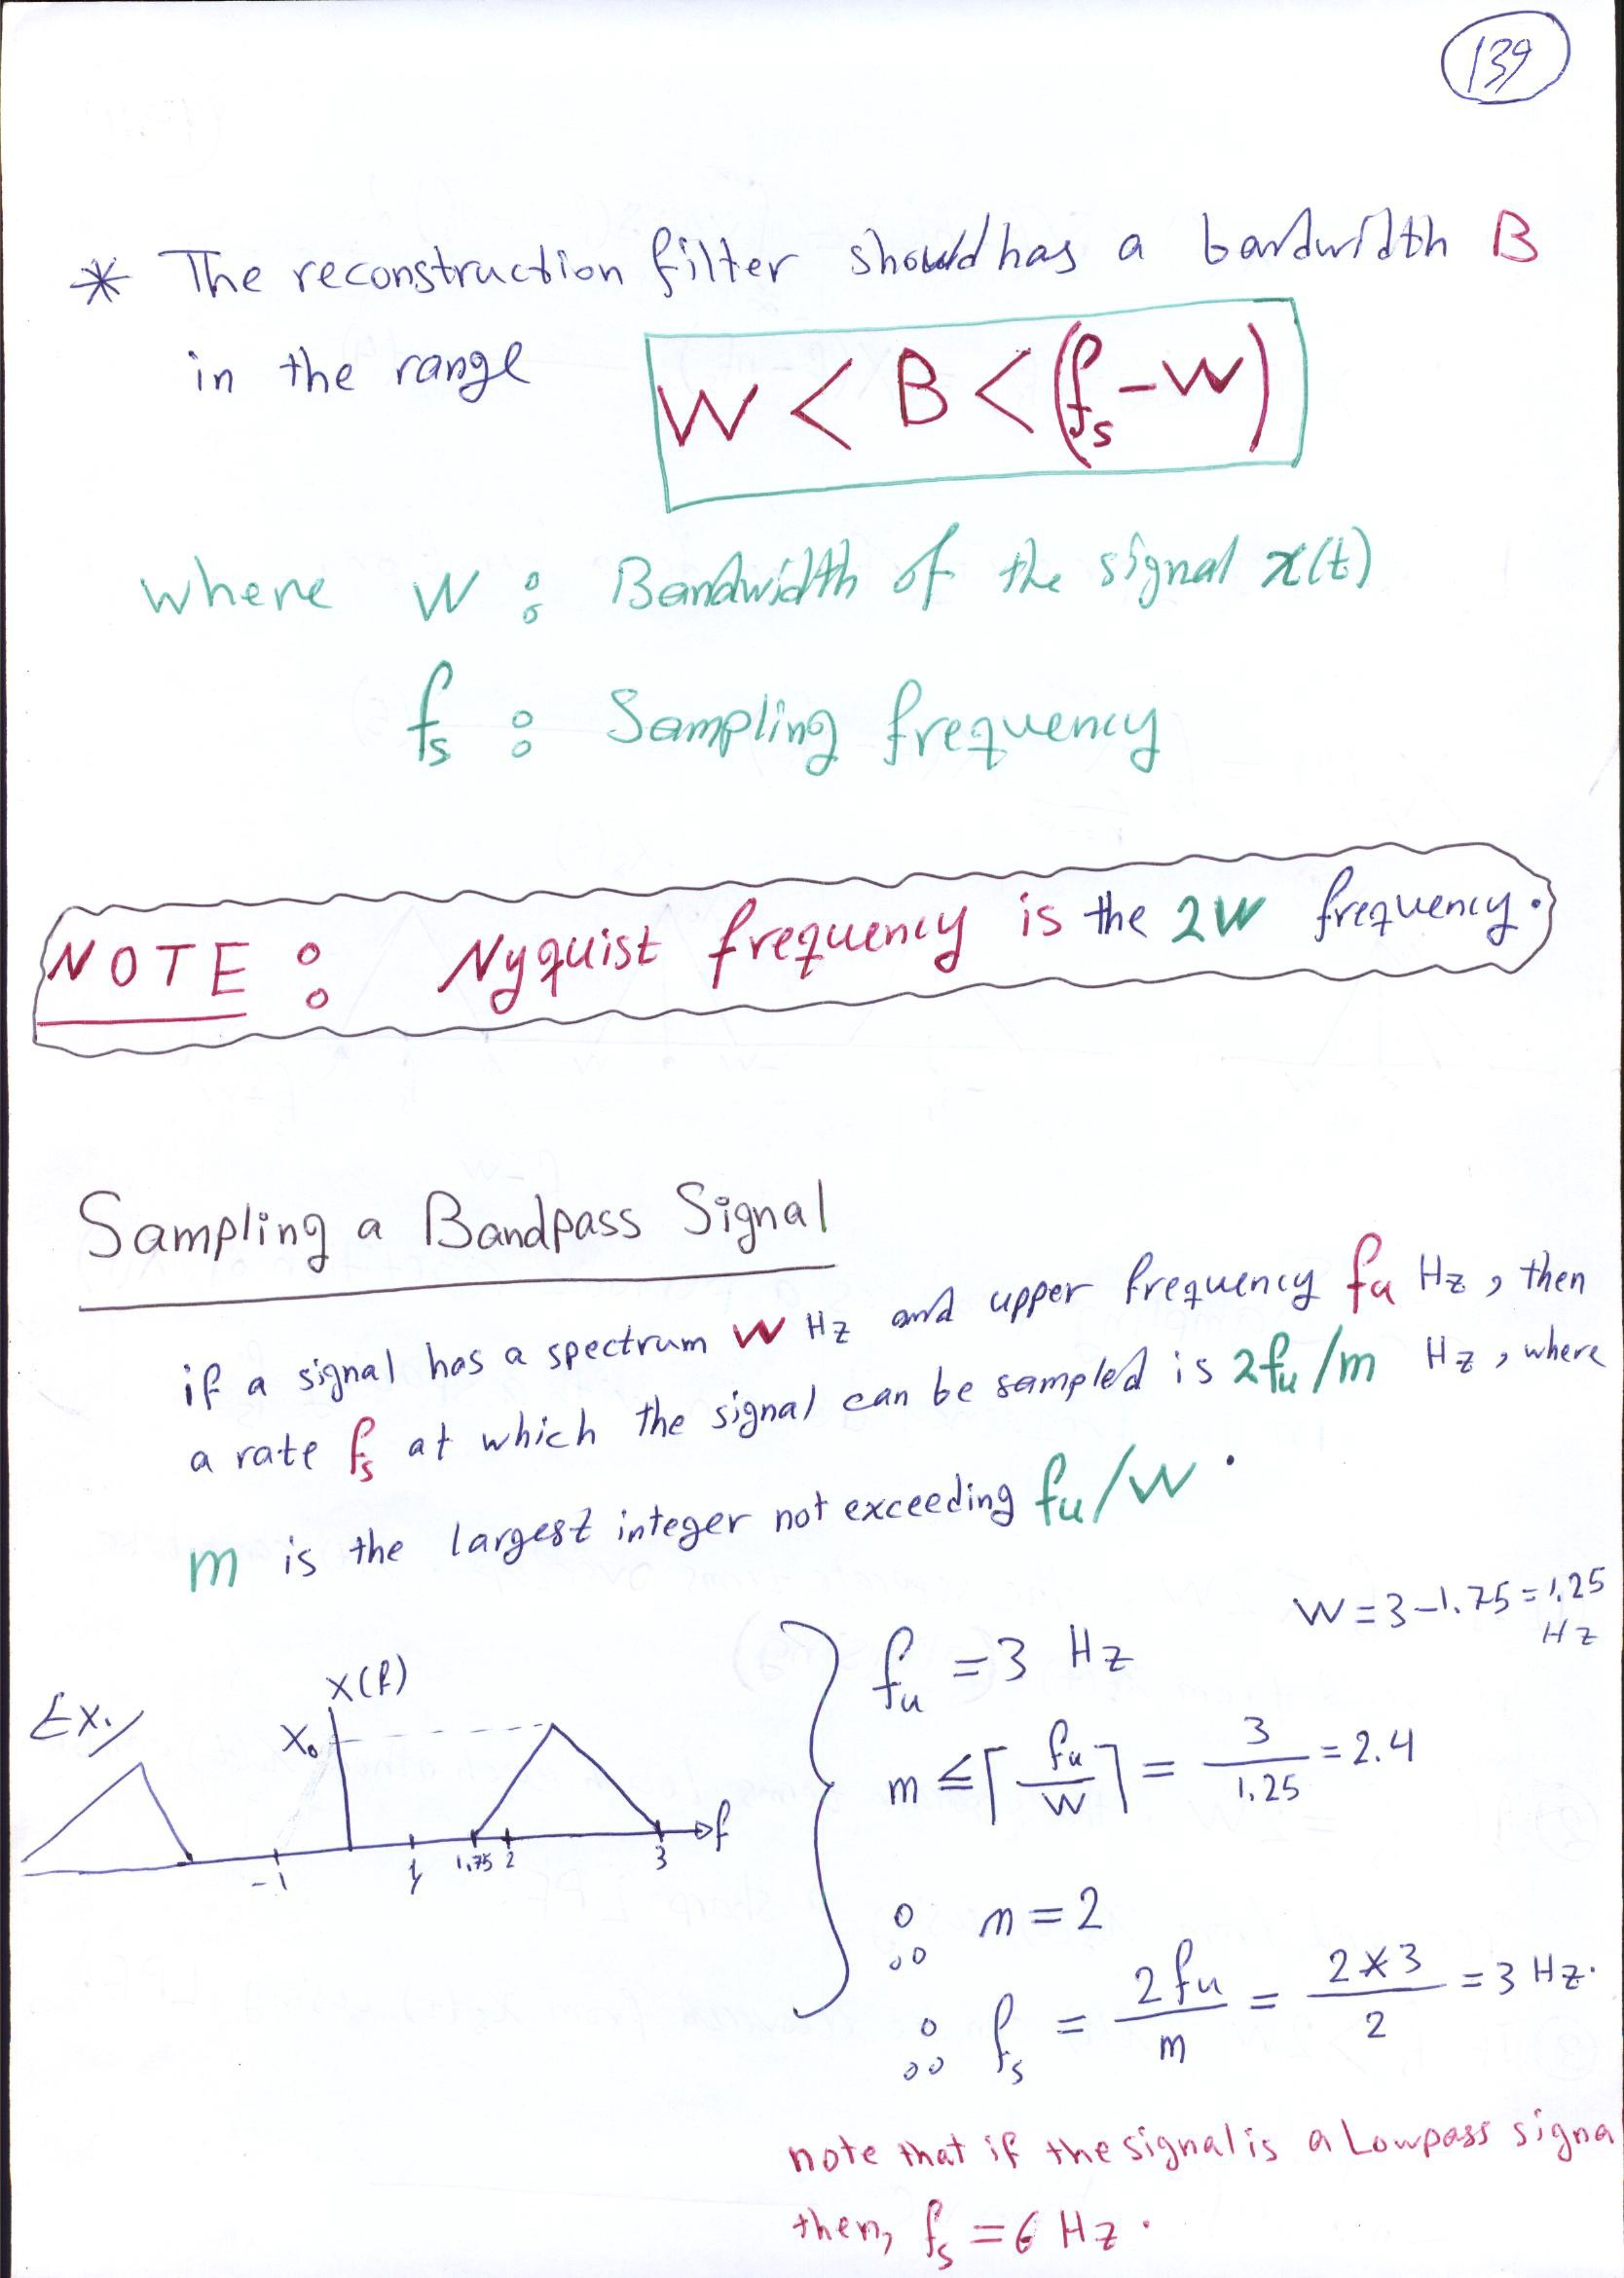 139
* The reconstruction filter should has a bandwidth B
in the range W < B < (fs - W)
where W : Bandwidth of the signal x(t)
fs : Sampling frequency
NOTE : Nyquist frequency is the 2W frequency.
Sampling a Bandpass Signal
if a signal has a spectrum W Hz and upper frequency fu Hz, then
a rate fs at which the signal can be sampled is 2fu/m Hz, where
m is the largest integer not exceeding fu/W.
W = 3 - 1.75 = 1.25
Hz
Ex./
X(f)
X₀
-1 1 1.75 2 3 f
fu = 3 Hz
m ≤ ⌈ fu/W ⌉ = 3/1.25 = 2.4
∴ m = 2
∴ fs = 2fu/m = 2*3/2 = 3 Hz.
note that if the signal is a Lowpass signa
then, fs = 6 Hz.